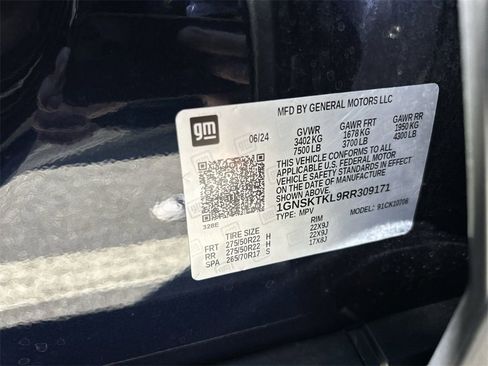 gm
MFD BY GENERAL MOTORS LLC
06/24 GVWR GAWR FRT GAWR RR
3402 KG 1678 KG 1950 KG
7500 LB 3700 LB 4300 LB
THIS VEHICLE CONFORMS TO ALL
APPLICABLE U.S. FEDERAL MOTOR
VEHICLE SAFETY STANDARDS IN EFFECT
ON THE DATE OF MANUFACTURE SHOWN ABOVE.
1GNSKTKL9RR309171
TYPE: MPV MODEL: 91CK10706
328E
TIRE SIZE RIM
FRT 275/50R22 H 22X9J
RR 275/50R22 H 22X9J
SPA 265/70R17 S 17X8J